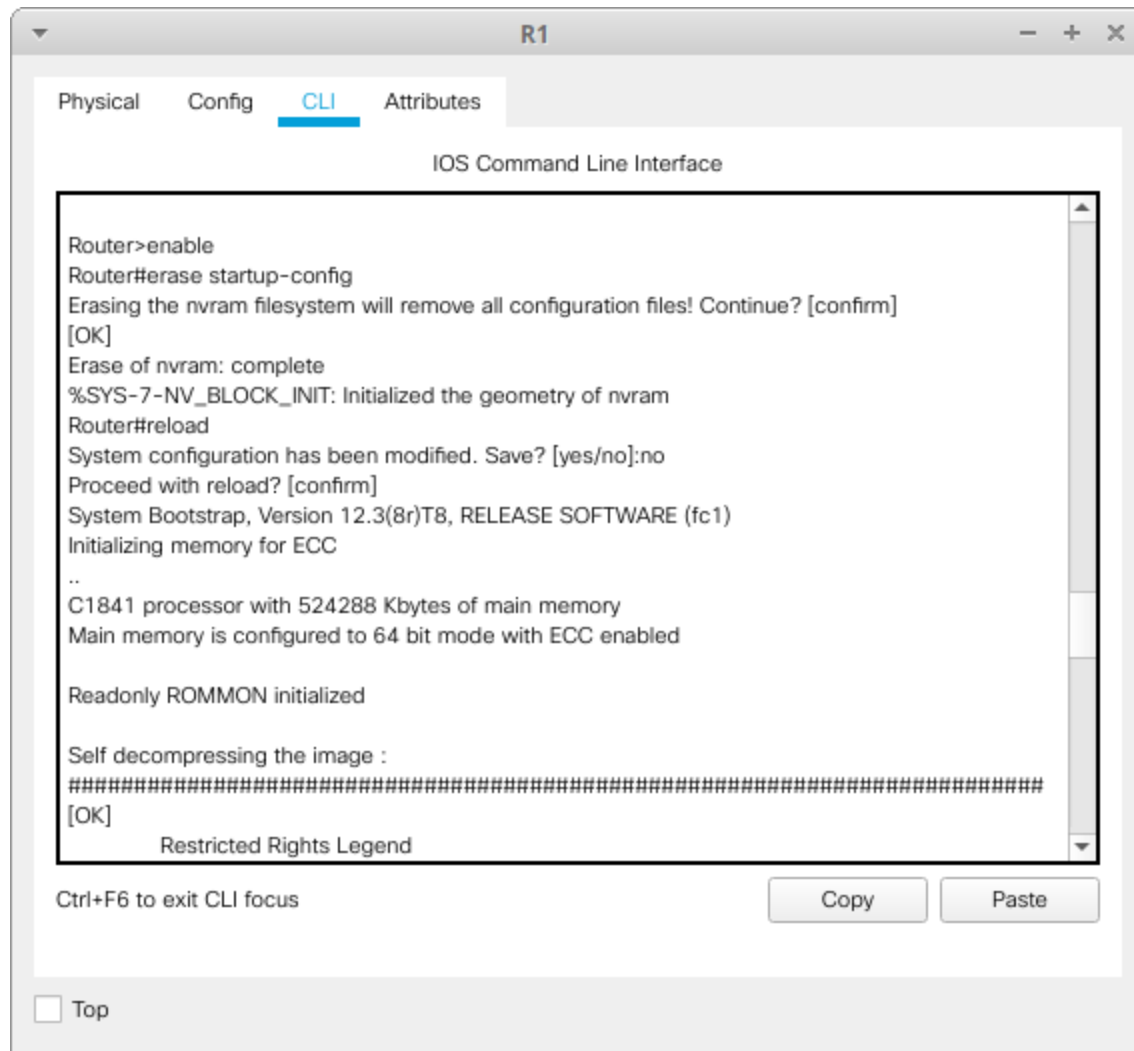 R1
Physical Config CLI Attributes
IOS Command Line Interface
Router>enable
Router#erase startup-config
Erasing the nvram filesystem will remove all configuration files! Continue? [confirm]
[OK]
Erase of nvram: complete
%SYS-7-NV_BLOCK_INIT: Initialized the geometry of nvram
Router#reload
System configuration has been modified. Save? [yes/no]:no
Proceed with reload? [confirm]
System Bootstrap, Version 12.3(8r)T8, RELEASE SOFTWARE (fc1)
Initializing memory for ECC
..
C1841 processor with 524288 Kbytes of main memory
Main memory is configured to 64 bit mode with ECC enabled
Readonly ROMMON initialized
Self decompressing the image :
##########################################################################
[OK]
Restricted Rights Legend
Ctrl+F6 to exit CLI focus Copy Paste
Top